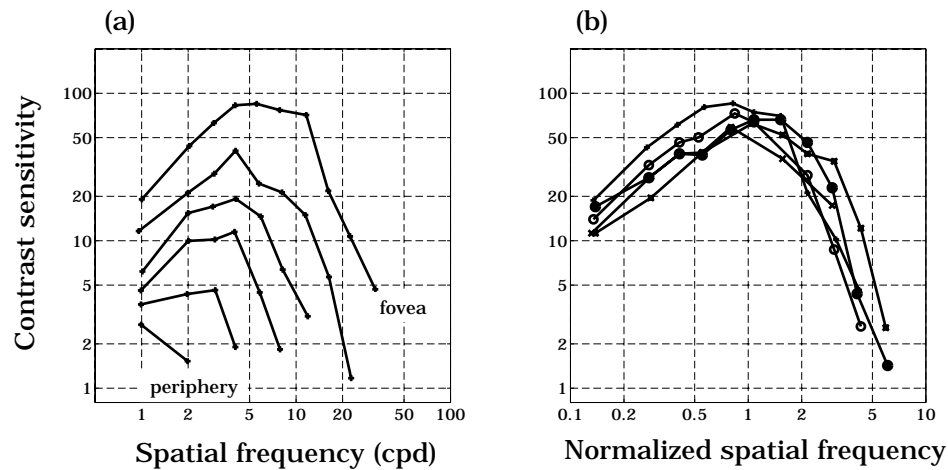 (a)
(b)
Contrast sensitivity
100
50
20
10
5
2
1
fovea
periphery
1 2 5 10 20 50 100
Spatial frequency (cpd)
100
50
20
10
5
2
1
0.1 0.2 0.5 1 2 5 10
Normalized spatial frequency